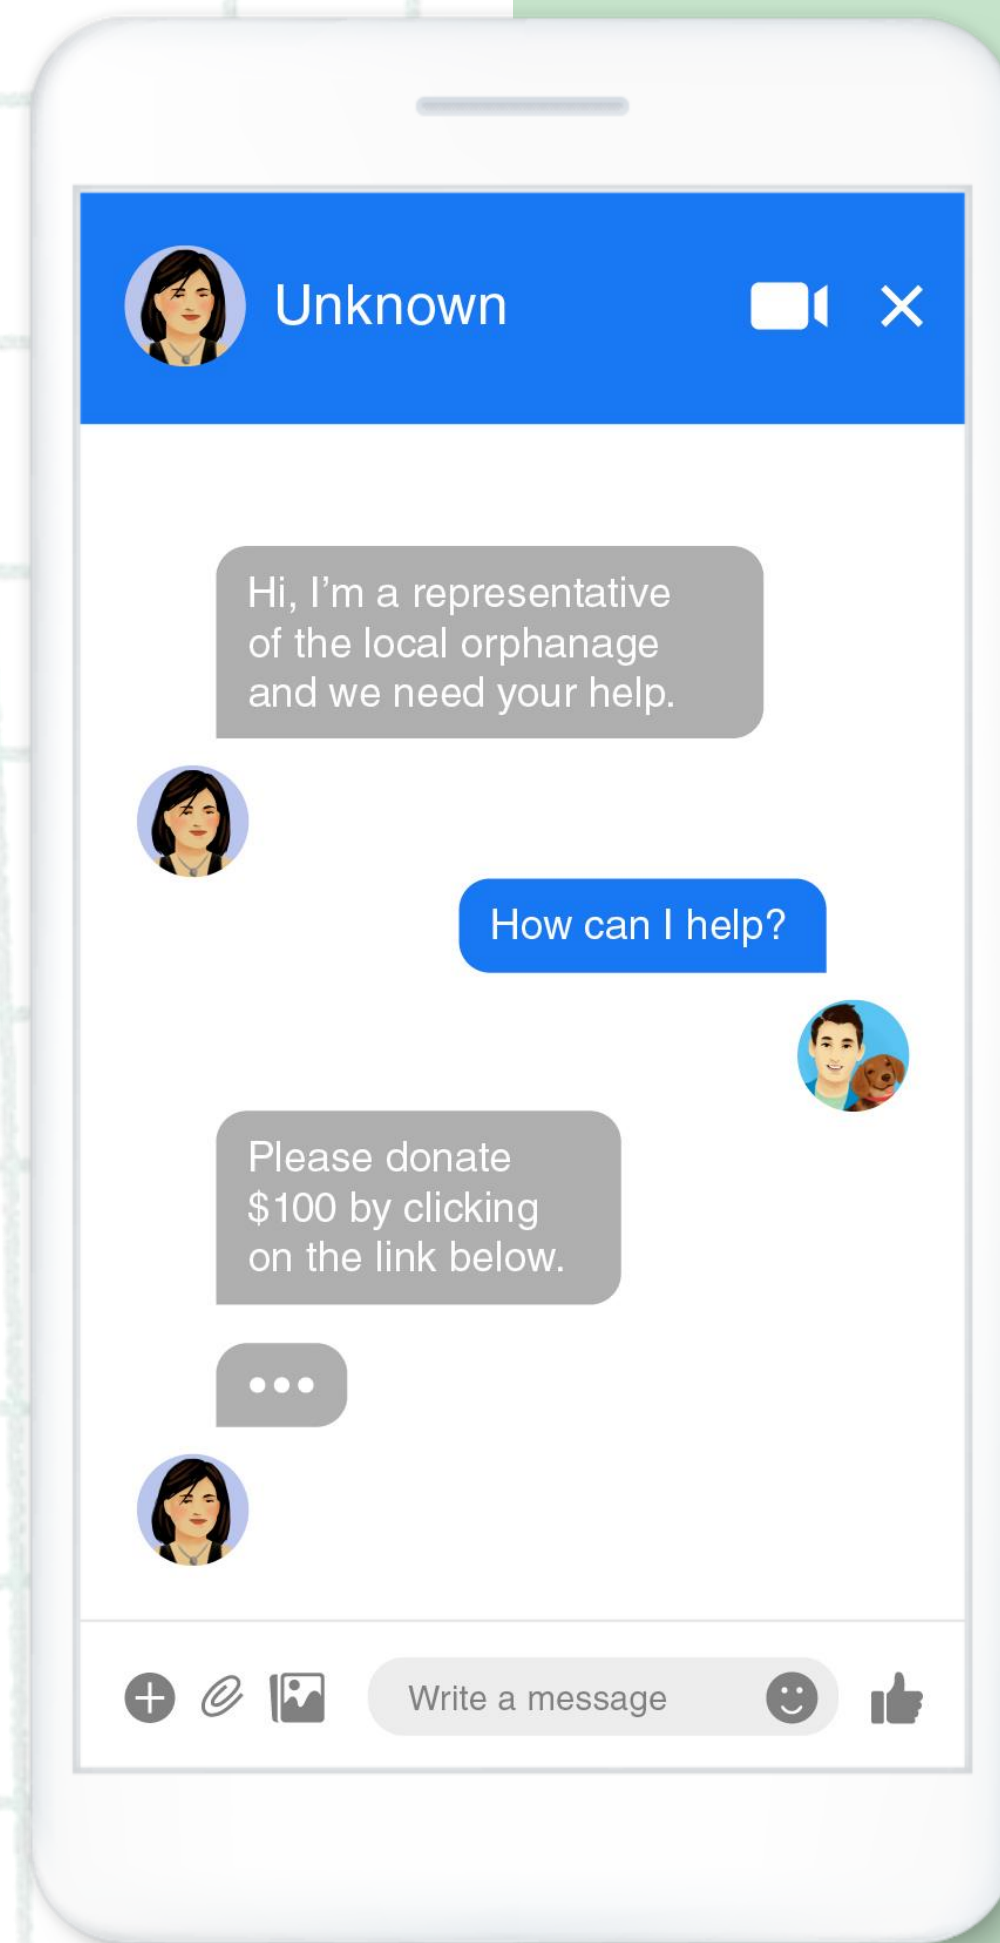 Unknown
Hi, I’m a representative
of the local orphanage
and we need your help.
How can I help?
Please donate
$100 by clicking
on the link below.
Write a message